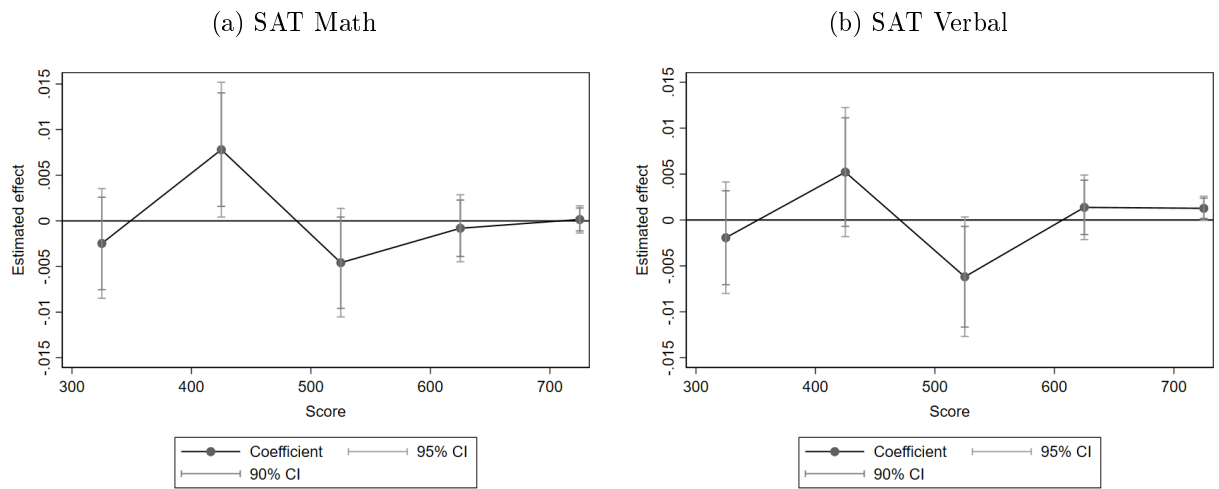 (a) SAT Math
.015
.01
.005
0
-.005
-.01
-.015
Estimated effect
300 400 500 600 700
Score
Coefficient 95% CI
90% CI
(b) SAT Verbal
.015
.01
.005
0
-.005
-.01
-.015
Estimated effect
300 400 500 600 700
Score
Coefficient 95% CI
90% CI